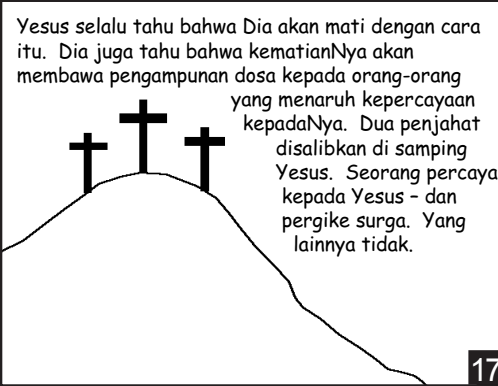 Yesus selalu tahu bahwa Dia akan mati dengan cara
itu.  Dia juga tahu bahwa kematianNya akan
membawa pengampunan dosa kepada orang-orang
yang menaruh kepercayaan
kepadaNya.  Dua penjahat
disalibkan di samping
Yesus.  Seorang percaya
kepada Yesus – dan
pergike surga.  Yang
lainnya tidak.
17